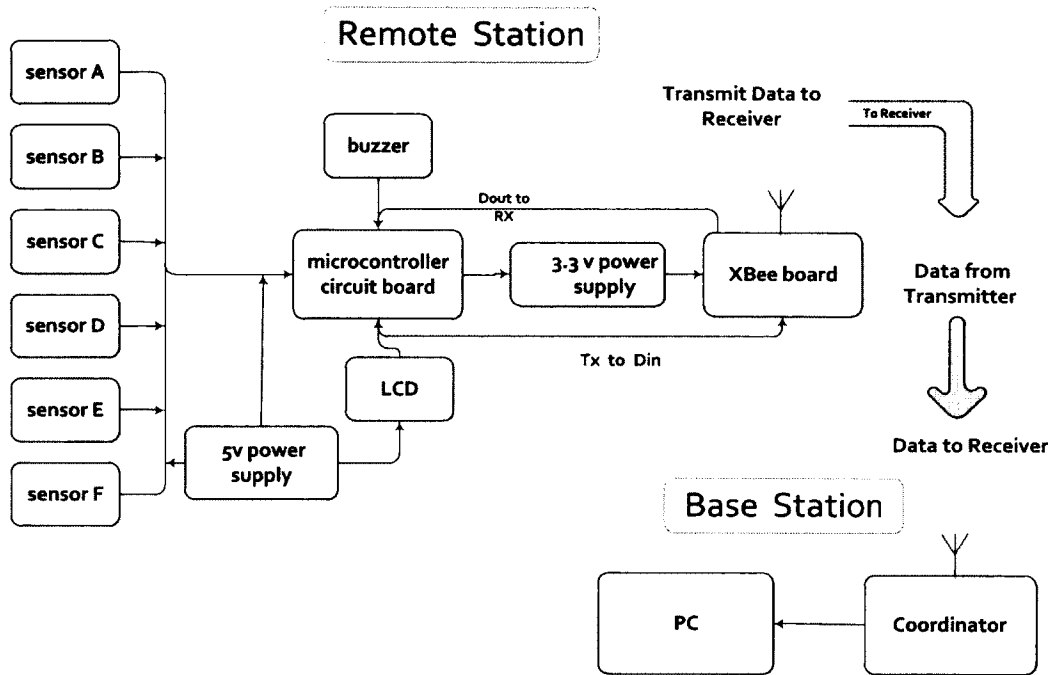 Remote Station
sensor A
sensor B
sensor C
sensor D
sensor E
sensor F
buzzer
Dout to
RX
microcontroller
circuit board
3.3 v power
supply
XBee board
Tx to Din
LCD
5v power
supply
Transmit Data to
Receiver
To Receiver
Data from
Transmitter
Data to Receiver
Base Station
PC
Coordinator